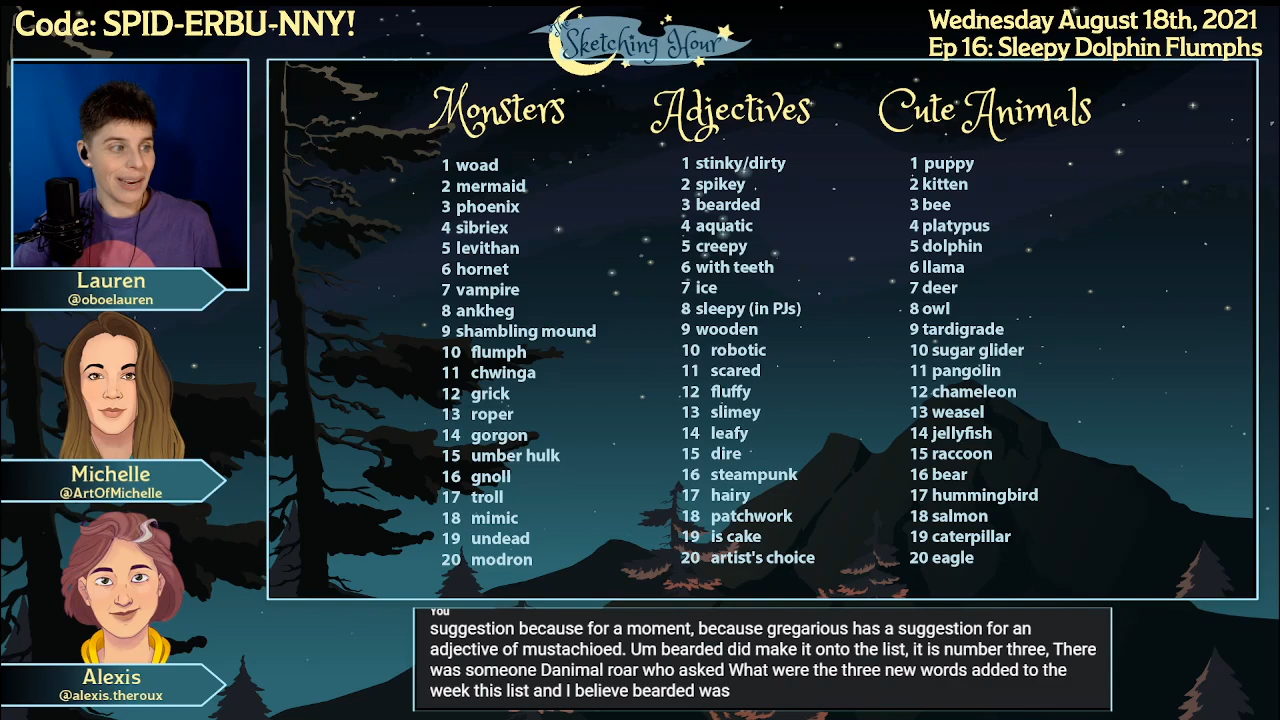 Code: SPID-ERBU-NNY!
Sketching Hour
Wednesday August 18th, 2021
Ep 16: Sleepy Dolphin Flumphs
Lauren
@oboelauren
Michelle
@ArtOfMichelle
Alexis
@alexis.theroux
Monsters
1 woad
2 mermaid
3 phoenix
4 sibriex
5 levithan
6 hornet
7 vampire
8 ankheg
9 shambling mound
10 flumph
11 chwinga
12 grick
13 roper
14 gorgon
15 umber hulk
16 gnoll
17 troll
18 mimic
19 undead
20 modron
Adjectives
1 stinky/dirty
2 spikey
3 bearded
4 aquatic
5 creepy
6 with teeth
7 ice
8 sleepy (in PJs)
9 wooden
10 robotic
11 scared
12 fluffy
13 slimey
14 leafy
15 dire
16 steampunk
17 hairy
18 patchwork
19 is cake
20 artist's choice
Cute Animals
1 puppy
2 kitten
3 bee
4 platypus
5 dolphin
6 llama
7 deer
8 owl
9 tardigrade
10 sugar glider
11 pangolin
12 chameleon
13 weasel
14 jellyfish
15 raccoon
16 bear
17 hummingbird
18 salmon
19 caterpillar
20 eagle
You
suggestion because for a moment, because gregarious has a suggestion for an
adjective of mustachioed. Um bearded did make it onto the list, it is number three, There
was someone Danimal roar who asked What were the three new words added to the
week this list and I believe bearded was